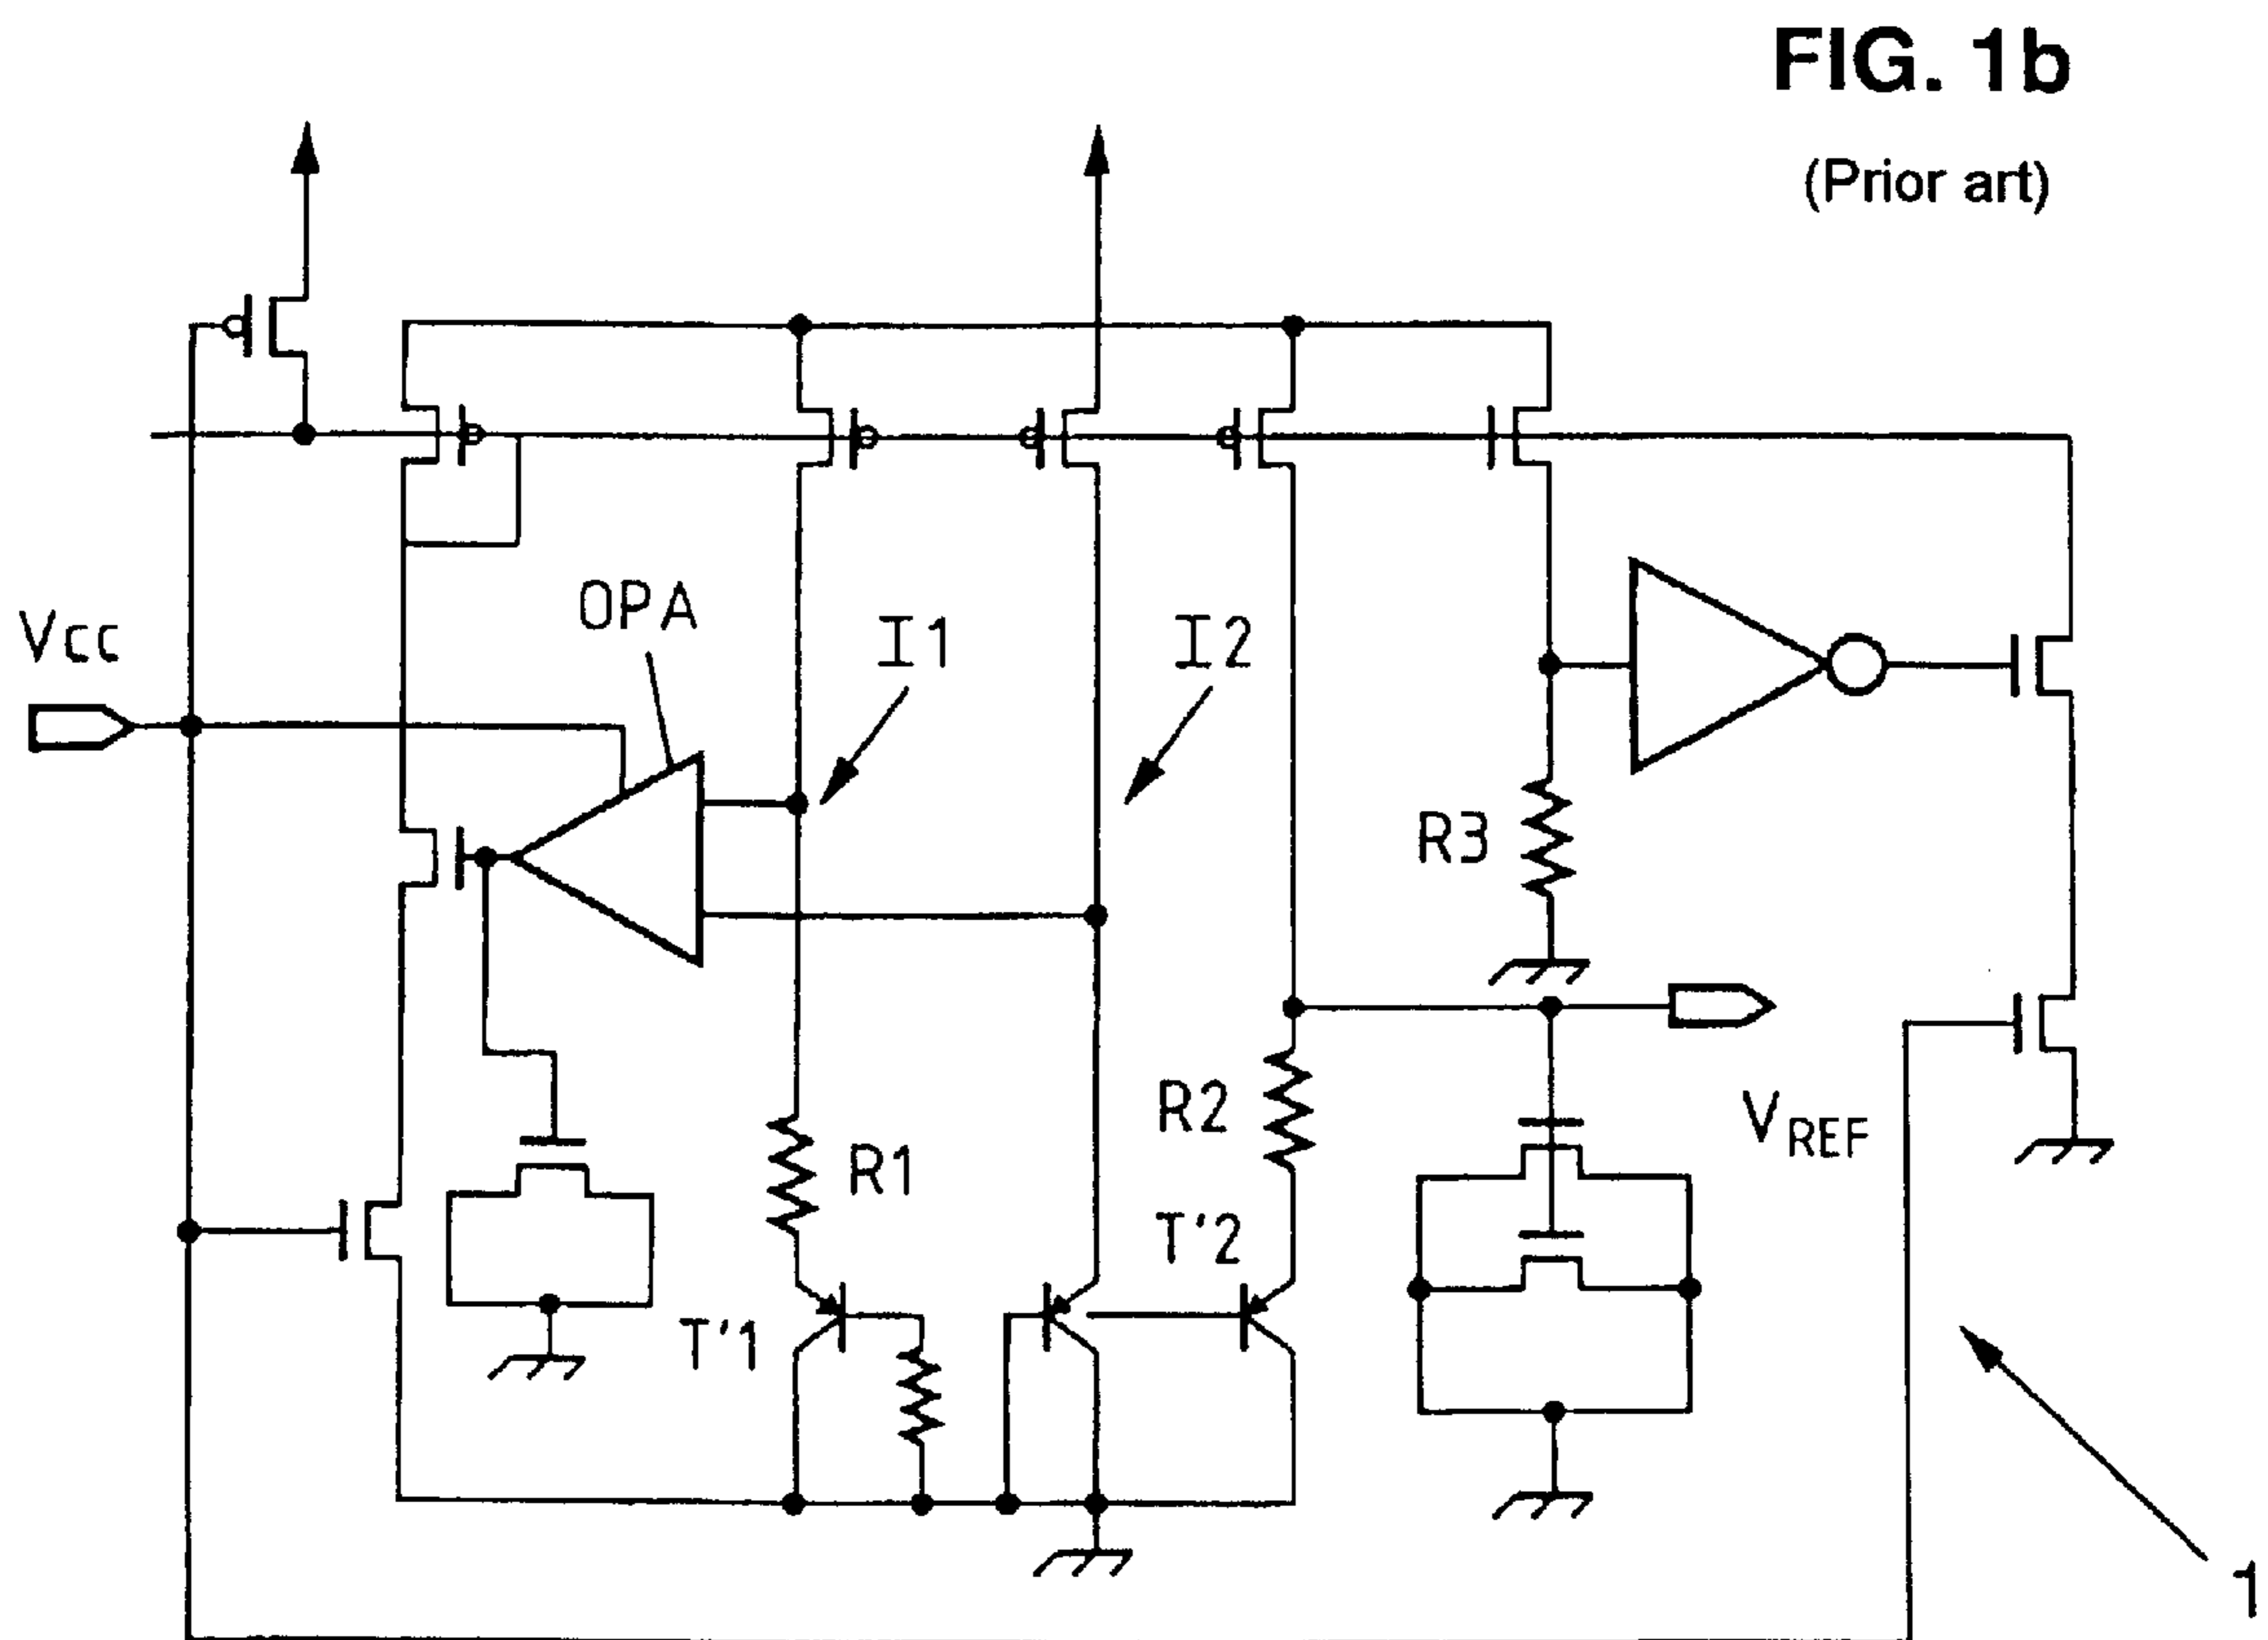 FIG. 1b
(Prior art)
Vcc
OPA
I1
I2
R3
R1
R2
VREF
T'2
T'1
1